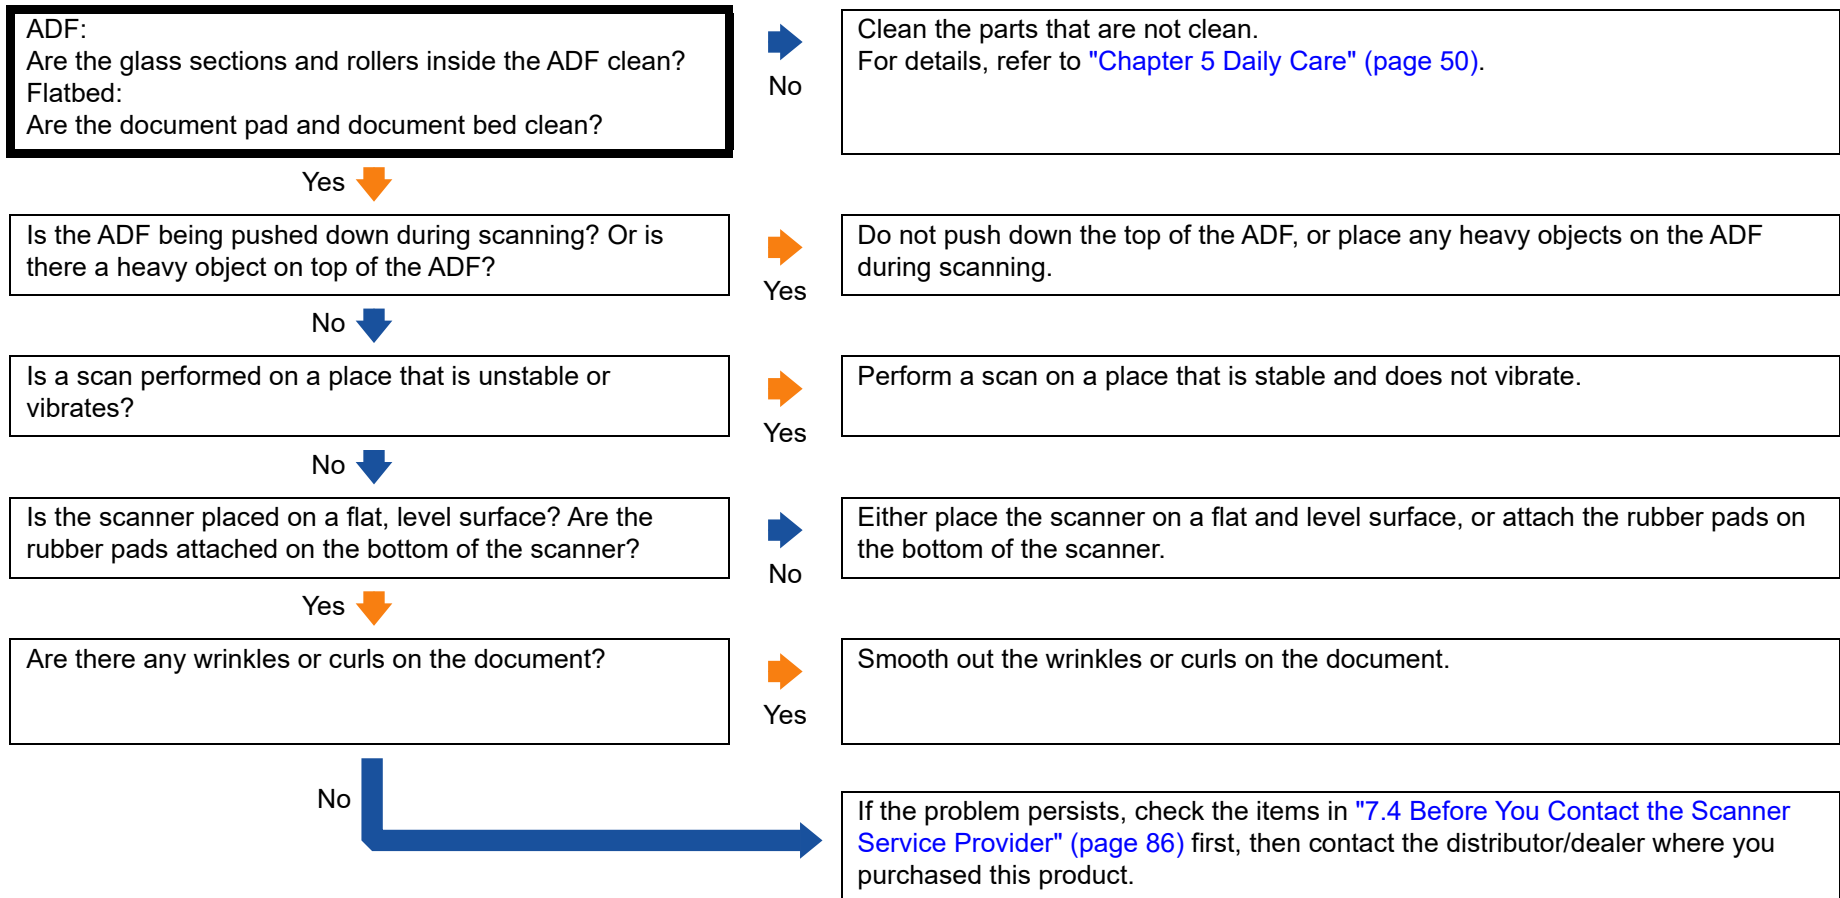 ADF:
Are the glass sections and rollers inside the ADF clean?
Flatbed:
Are the document pad and document bed clean?
No
Clean the parts that are not clean.
For details, refer to "Chapter 5 Daily Care" (page 50).
Yes
Is the ADF being pushed down during scanning? Or is
there a heavy object on top of the ADF?
Yes
Do not push down the top of the ADF, or place any heavy objects on the ADF
during scanning.
No
Is a scan performed on a place that is unstable or
vibrates?
Yes
Perform a scan on a place that is stable and does not vibrate.
No
Is the scanner placed on a flat, level surface? Are the
rubber pads attached on the bottom of the scanner?
No
Either place the scanner on a flat and level surface, or attach the rubber pads on
the bottom of the scanner.
Yes
Are there any wrinkles or curls on the document?
Yes
Smooth out the wrinkles or curls on the document.
No
If the problem persists, check the items in "7.4 Before You Contact the Scanner
Service Provider" (page 86) first, then contact the distributor/dealer where you
purchased this product.